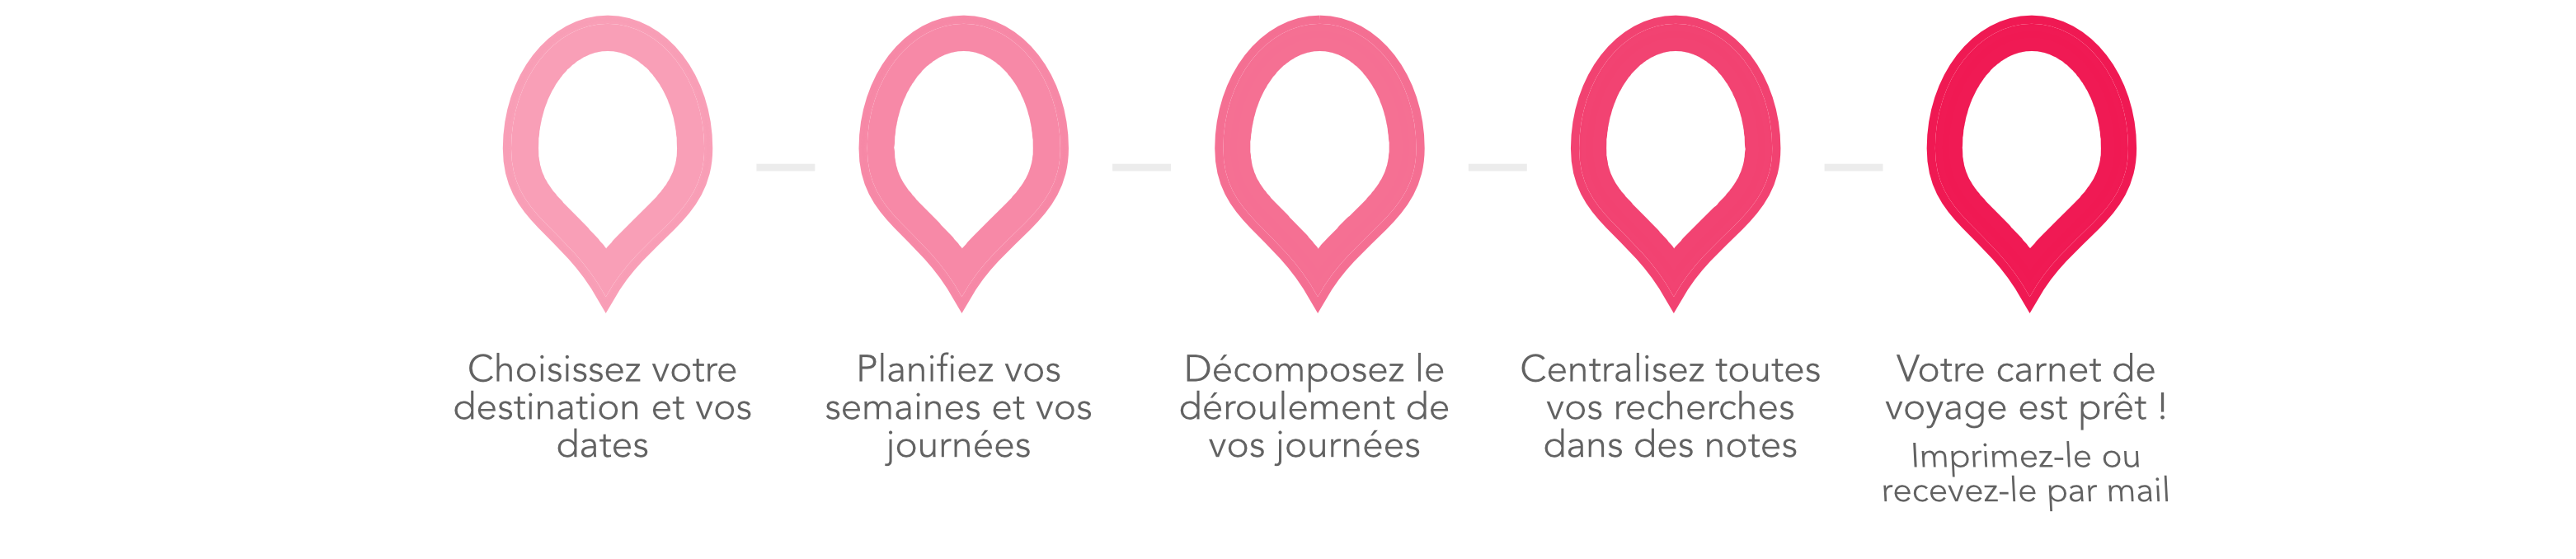 Choisissez votre
destination et vos
dates
Planifiez vos
semaines et vos
journées
Décomposez le
déroulement de
vos journées
Centralisez toutes
vos recherches
dans des notes
Votre carnet de
voyage est prêt !
Imprimez-le ou
recevez-le par mail